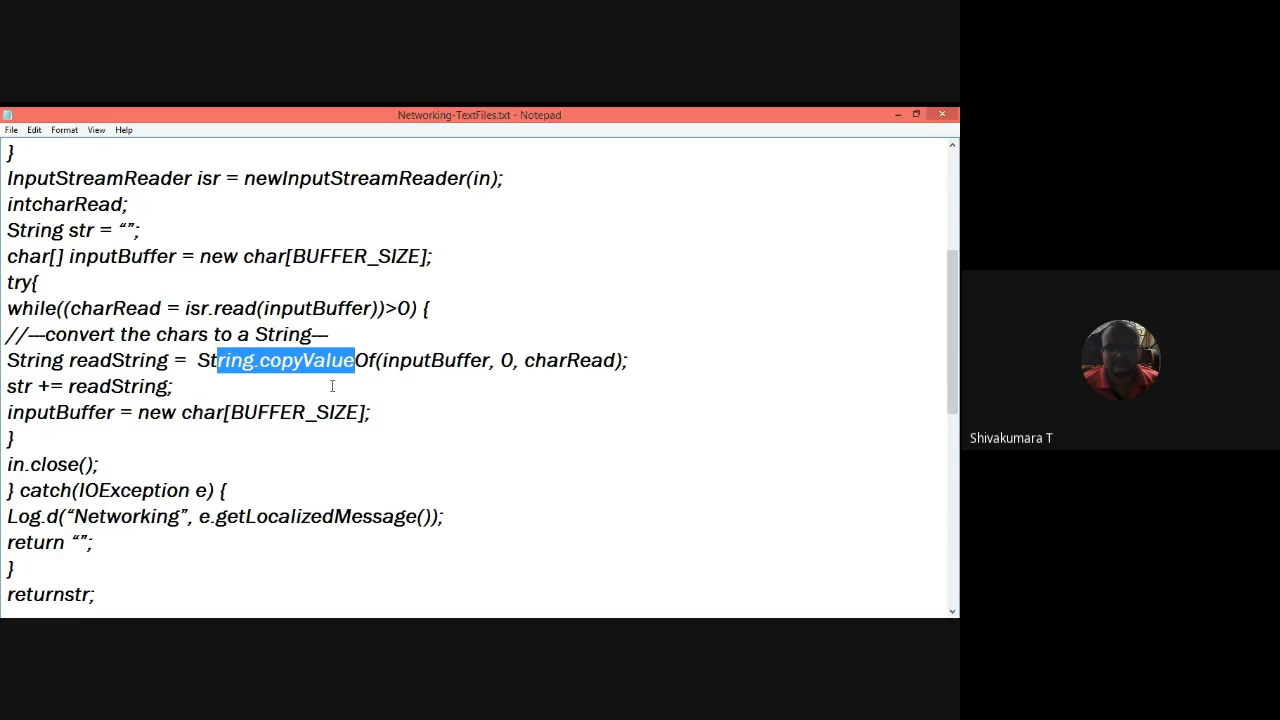 Networking-TextFiles.txt - Notepad
File Edit Format View Help
}
InputStreamReader isr = newInputStreamReader(in);
intcharRead;
String str = “”;
char[] inputBuffer = new char[BUFFER_SIZE];
try{
while((charRead = isr.read(inputBuffer))>0) {
//---convert the chars to a String---
String readString = String.copyValueOf(inputBuffer, 0, charRead);
str += readString;
inputBuffer = new char[BUFFER_SIZE];
}
in.close();
} catch(IOException e) {
Log.d(“Networking”, e.getLocalizedMessage());
return “”;
}
returnstr;
Shivakumara T